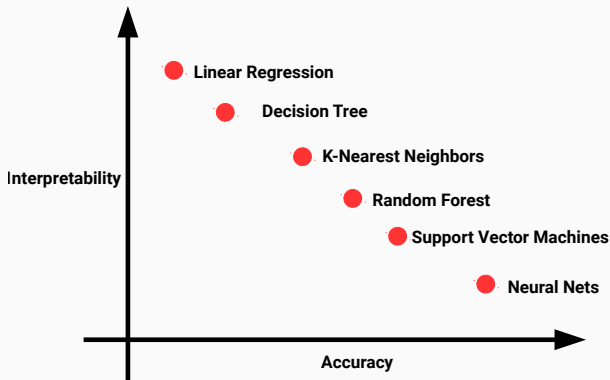 Linear Regression
Decision Tree
K-Nearest Neighbors
Interpretability
Random Forest
Support Vector Machines
Neural Nets
Accuracy